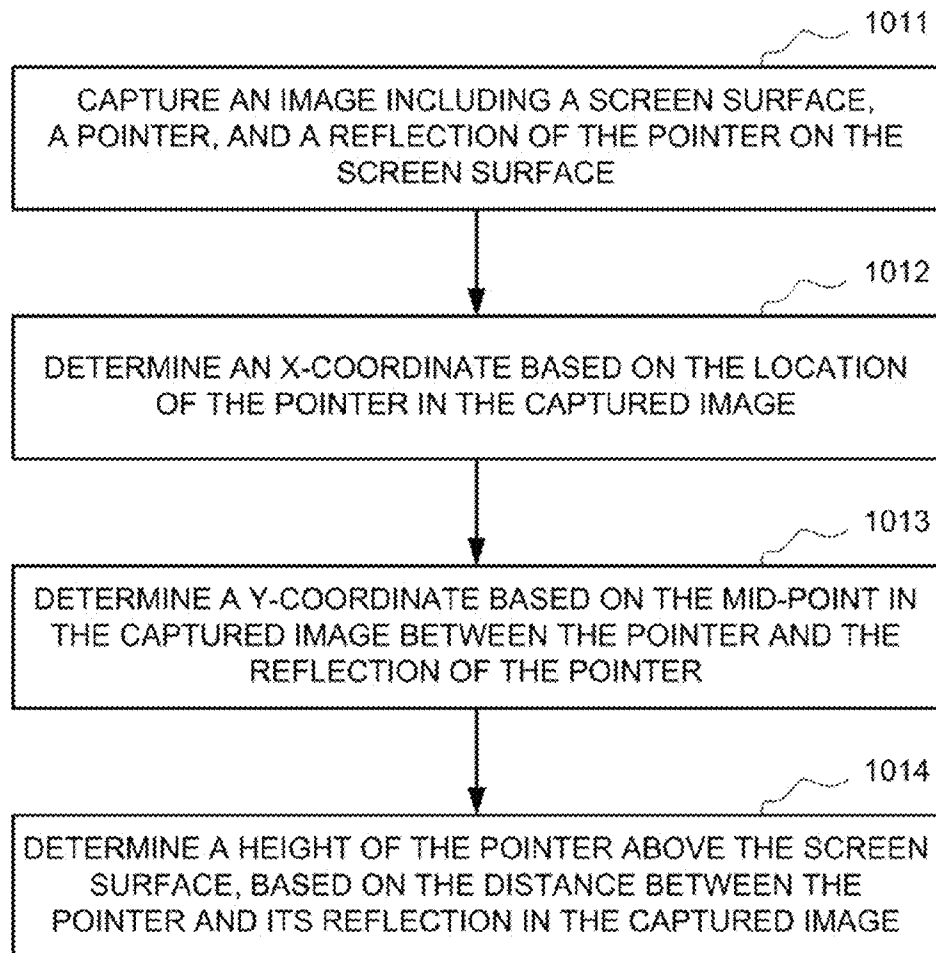 1011
CAPTURE AN IMAGE INCLUDING A SCREEN SURFACE,
A POINTER, AND A REFLECTION OF THE POINTER ON THE
SCREEN SURFACE
1012
DETERMINE AN X-COORDINATE BASED ON THE LOCATION
OF THE POINTER IN THE CAPTURED IMAGE
1013
DETERMINE A Y-COORDINATE BASED ON THE MID-POINT IN
THE CAPTURED IMAGE BETWEEN THE POINTER AND THE
REFLECTION OF THE POINTER
1014
DETERMINE A HEIGHT OF THE POINTER ABOVE THE SCREEN
SURFACE, BASED ON THE DISTANCE BETWEEN THE
POINTER AND ITS REFLECTION IN THE CAPTURED IMAGE